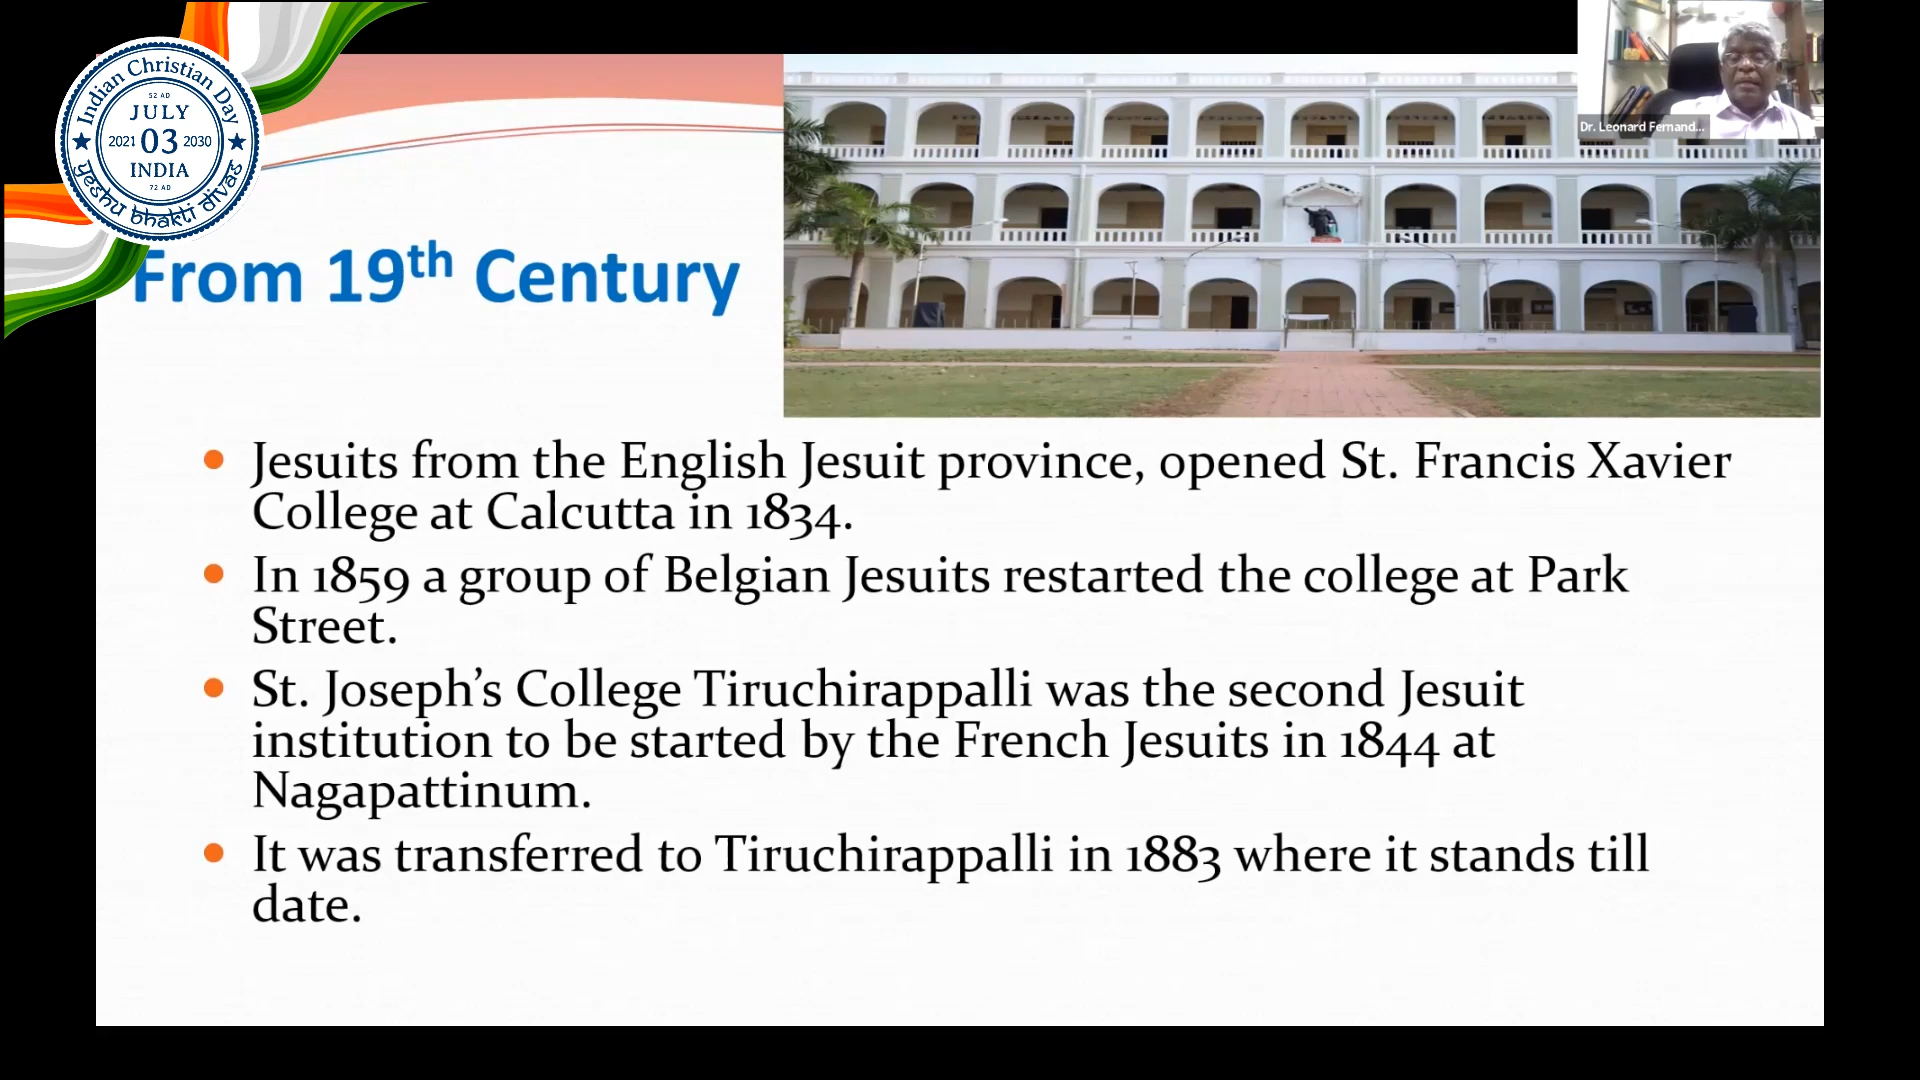 Indian Christian Day
52 AD
JULY
2021 03 2030
INDIA
72 AD
yeshu bhakti divas
Dr. Leonard Fernand...
From 19th Century
Jesuits from the English Jesuit province, opened St. Francis Xavier
College at Calcutta in 1834.
In 1859 a group of Belgian Jesuits restarted the college at Park
Street.
St. Joseph’s College Tiruchirappalli was the second Jesuit
institution to be started by the French Jesuits in 1844 at
Nagapattinum.
It was transferred to Tiruchirappalli in 1883 where it stands till
date.